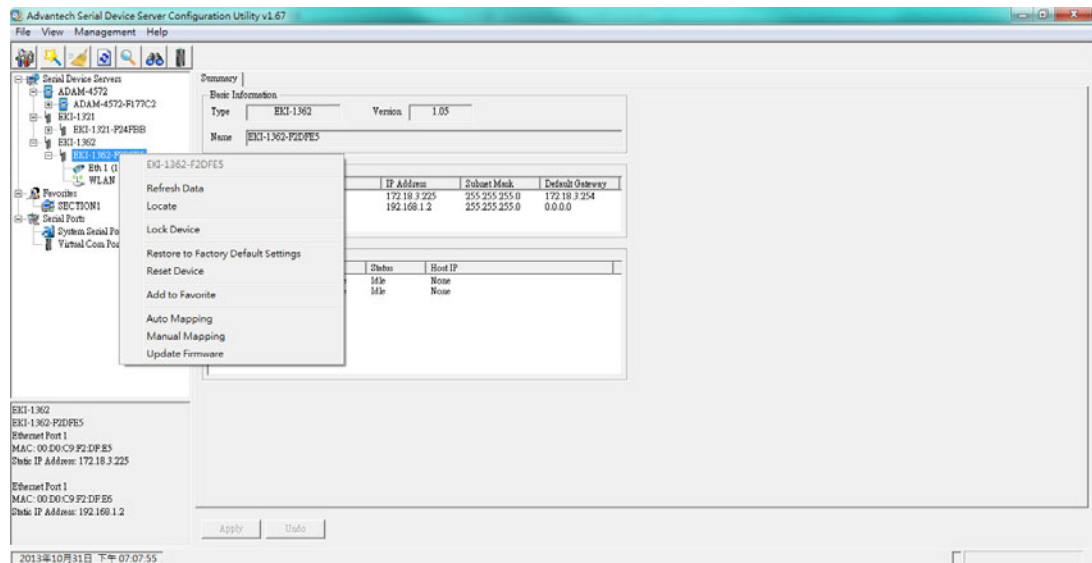 Advantech Serial Device Server Configuration Utility v1.67
File View Management Help
Serial Device Servers
ADAM-4572
ADAM-4572-F177C2
EKI-1321
EKI-1321-F24FBB
EKI-1362
EKI-1362-F2DFE5
Eth 1 (1
WLAN
Favorites
SECTION1
Serial Ports
System Serial Po
Virtual Com Por
EKI-1362-F2DFE5
Refresh Data
Locate
Lock Device
Restore to Factory Default Settings
Reset Device
Add to Favorite
Auto Mapping
Manual Mapping
Update Firmware
Summary
Basic Information
Type EKI-1362 Version 1.05
Name EKI-1362-F2DFE5
IP Address Subnet Mask Default Gateway
172.18.3.225 255.255.255.0 172.18.3.254
192.168.1.2 255.255.255.0 0.0.0.0
Status Host IP
Idle None
Idle None
EKI-1362
EKI-1362-F2DFE5
Ethernet Port 1
MAC: 00:D0:C9:F2:DF:E5
Static IP Address: 172.18.3.225
Ethernet Port 1
MAC: 00:D0:C9:F2:DF:E6
Static IP Address: 192.168.1.2
Apply Undo
2013年10月31日 下午 07:07:55